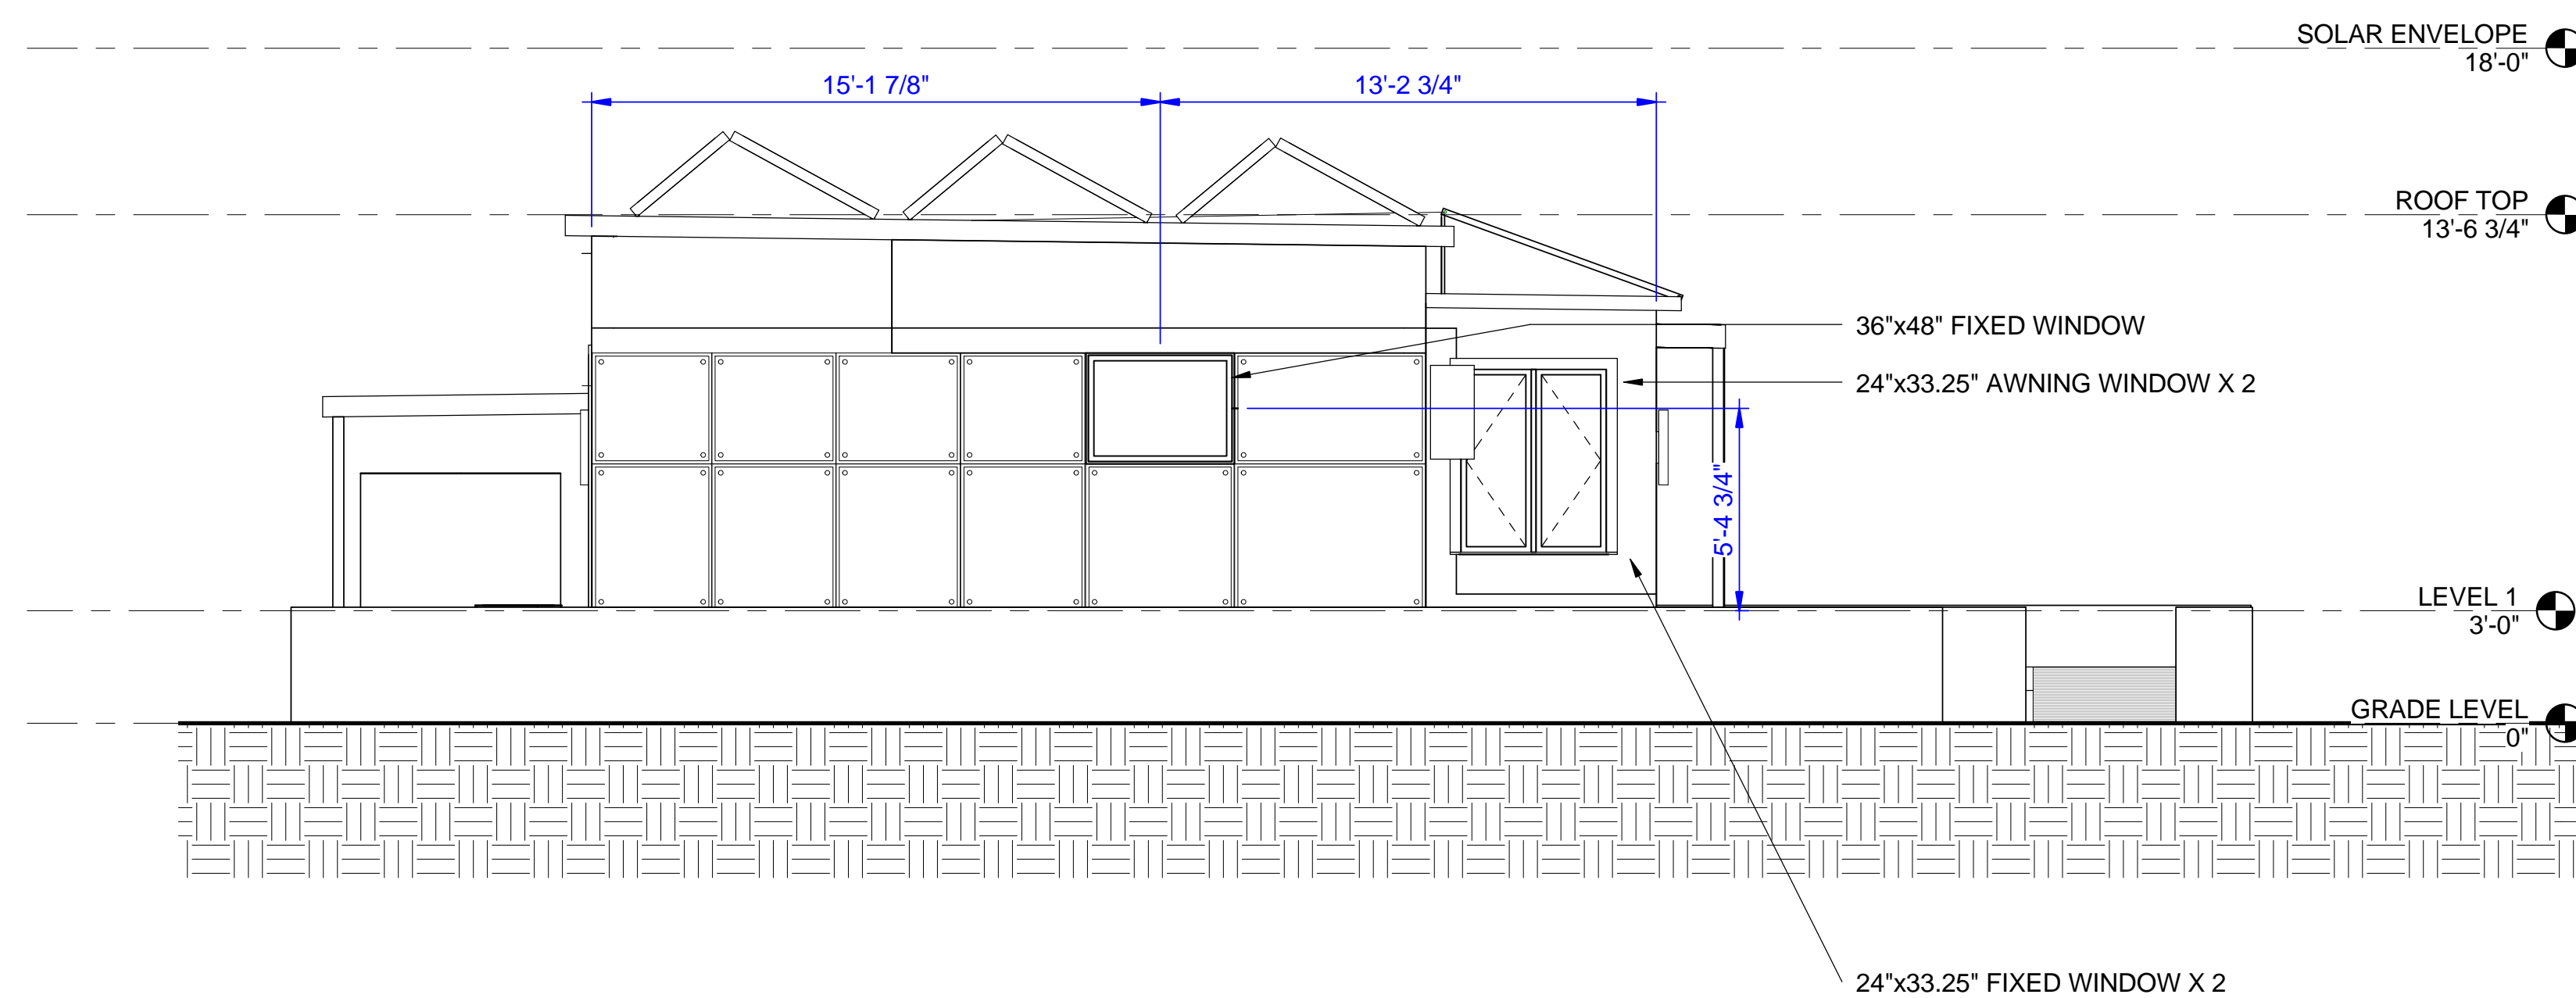 SOLAR ENVELOPE
18'-0"
15'-1 7/8"
13'-2 3/4"
ROOF TOP
13'-6 3/4"
36"x48" FIXED WINDOW
24"x33.25" AWNING WINDOW X 2
5'-4 3/4"
LEVEL 1
3'-0"
GRADE LEVEL
0"
24"x33.25" FIXED WINDOW X 2